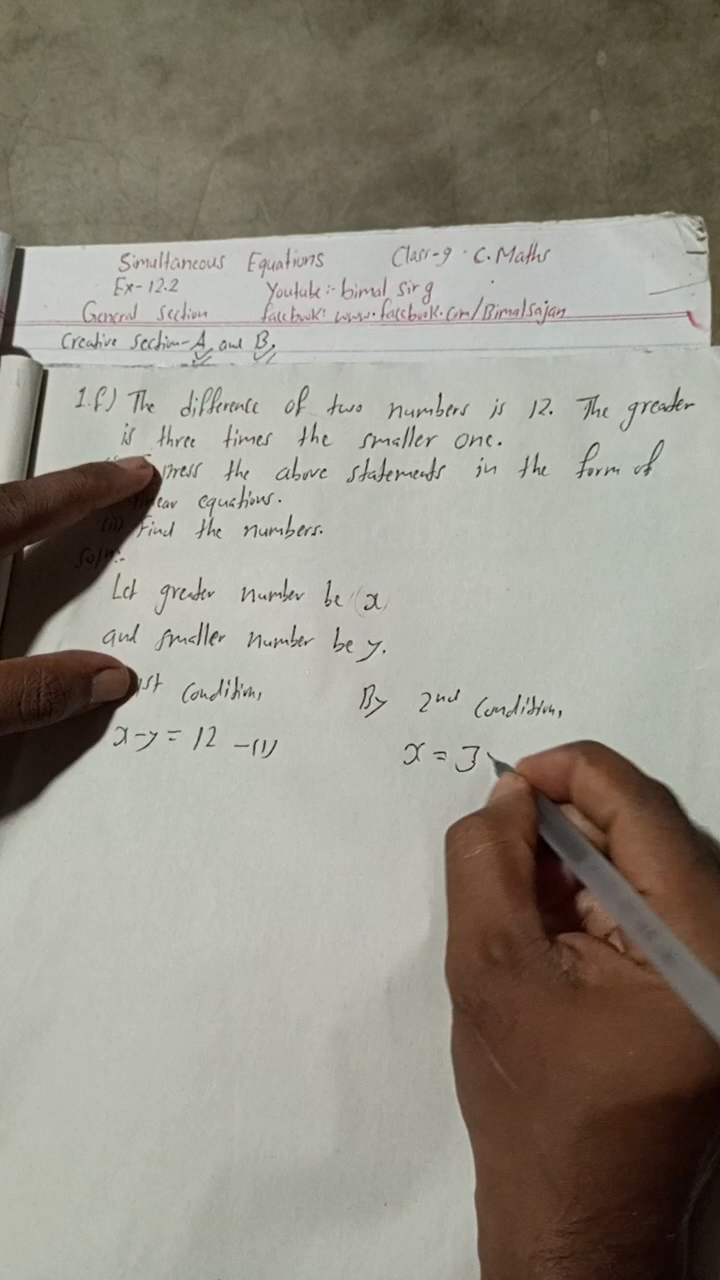 Simultaneous Equations Class-9 C. Maths
Ex-12.2 Youtube:- bimal sir g
General section facebook: www.facebook.com/Bimalsajan
Creative section-A and B,
1.f) The difference of two numbers is 12. The greater
is three times the smaller one.
press the above statements in the form of
equations.
(ii) Find the numbers.
Soln:-
Let greater number be x
and smaller number be y.
1st Condition, By 2nd Condition,
x-y = 12 -(1) x = 3